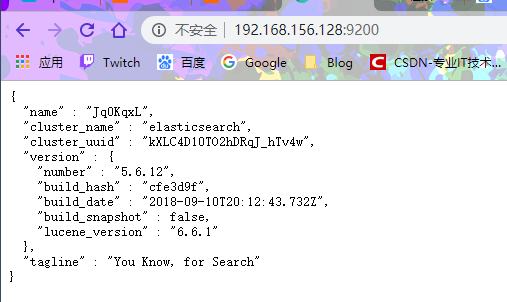 不安全 | 192.168.156.128:9200
应用 Twitch 百度 Google Blog CSDN-专业IT技术...
{
"name" : "JqOKqxL",
"cluster_name" : "elasticsearch",
"cluster_uuid" : "kXLC4D1OTO2hDRqJ_hTv4w",
"version" : {
"number" : "5.6.12",
"build_hash" : "cfe3d9f",
"build_date" : "2018-09-10T20:12:43.732Z",
"build_snapshot" : false,
"lucene_version" : "6.6.1"
},
"tagline" : "You Know, for Search"
}